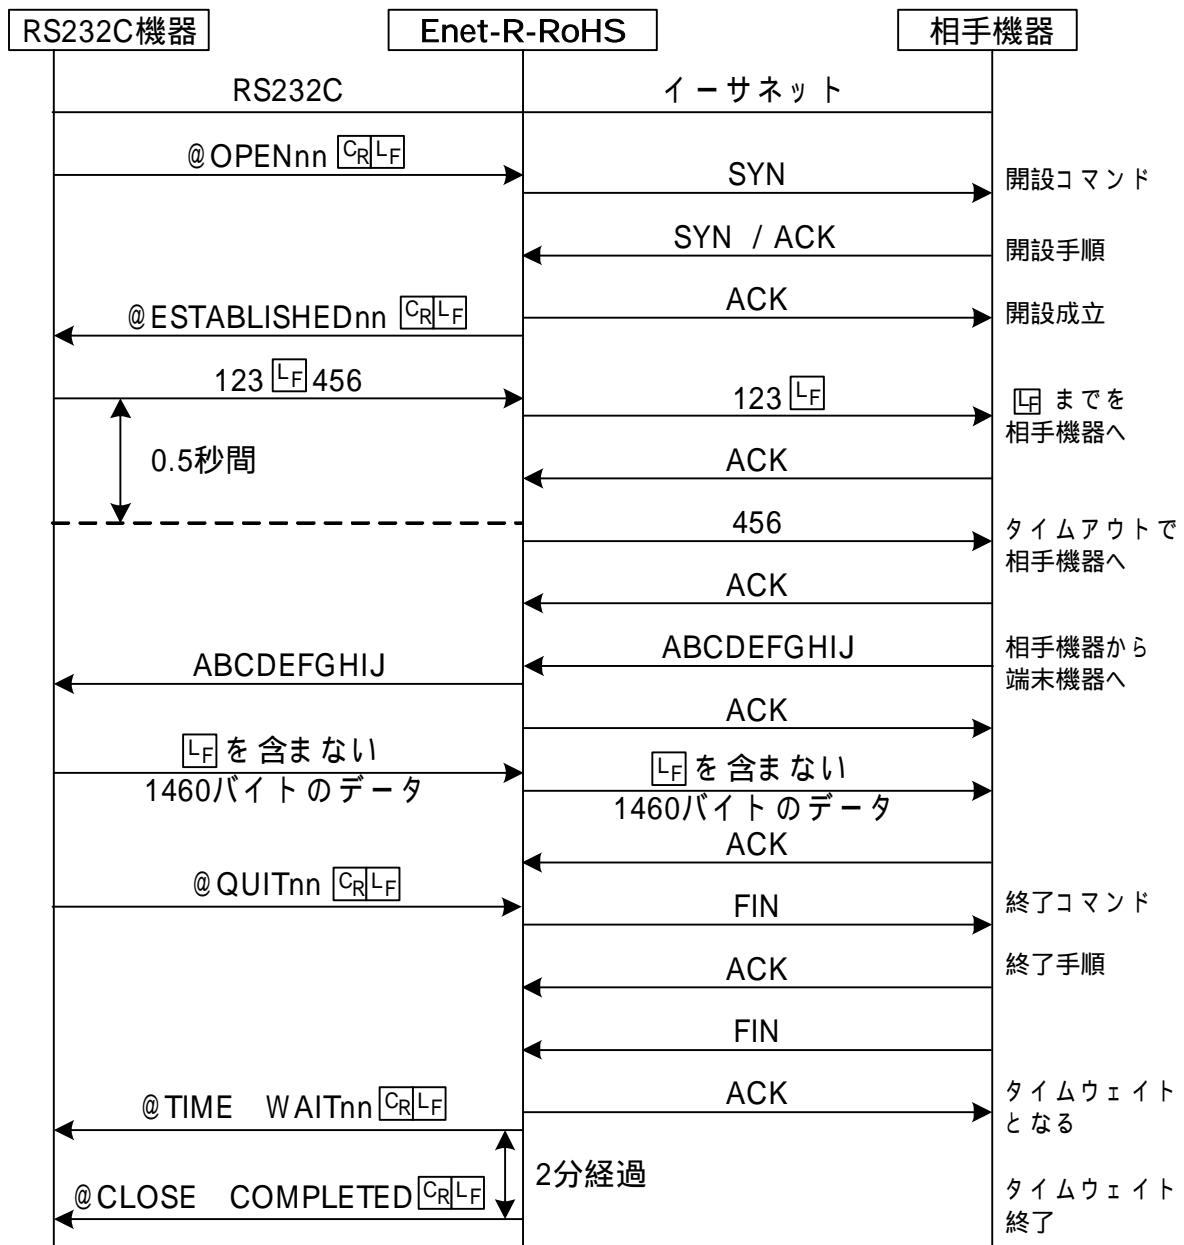 RS232C機器
Enet-R-RoHS
相手機器
RS232C
イーサネット
@OPENnn CRLF
SYN
開設コマンド
SYN / ACK
開設手順
@ESTABLISHEDnn CRLF
ACK
開設成立
123 LF 456
123 LF
LF までを
相手機器へ
0.5秒間
ACK
456
タイムアウトで
相手機器へ
ACK
ABCDEFGHIJ
ABCDEFGHIJ
相手機器から
端末機器へ
ACK
LF を含まない
1460バイトのデータ
LF を含まない
1460バイトのデータ
ACK
@QUITnn CRLF
FIN
終了コマンド
ACK
終了手順
FIN
@TIME WAITnn CRLF
ACK
タイムウェイト
となる
2分経過
@CLOSE COMPLETED CRLF
タイムウェイト
終了